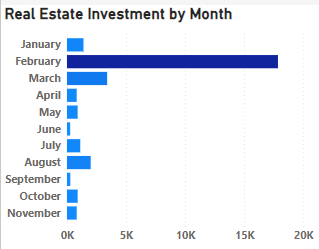 Real Estate Investment by Month
January
February
March
April
May
June
July
August
September
October
November
0K 5K 10K 15K 20K